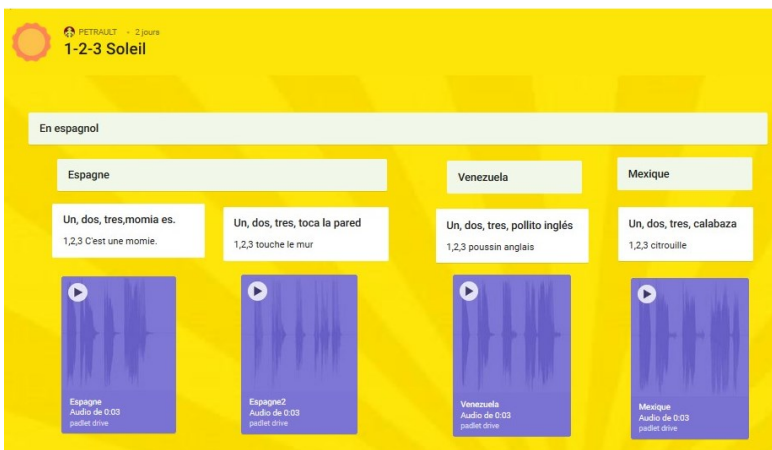 PETRAULT • 2 jours
1-2-3 Soleil
En espagnol
Espagne
Un, dos, tres,momia es.
1,2,3 C'est une momie.
Un, dos, tres, toca la pared
1,2,3 touche le mur
Venezuela
Un, dos, tres, pollito inglés
1,2,3 poussin anglais
Mexique
Un, dos, tres, calabaza
1,2,3 citrouille
Espagne
Audio de 0:03
padlet drive
Espagne2
Audio de 0:03
padlet drive
Venezuela
Audio de 0:03
padlet drive
Mexique
Audio de 0:03
padlet drive